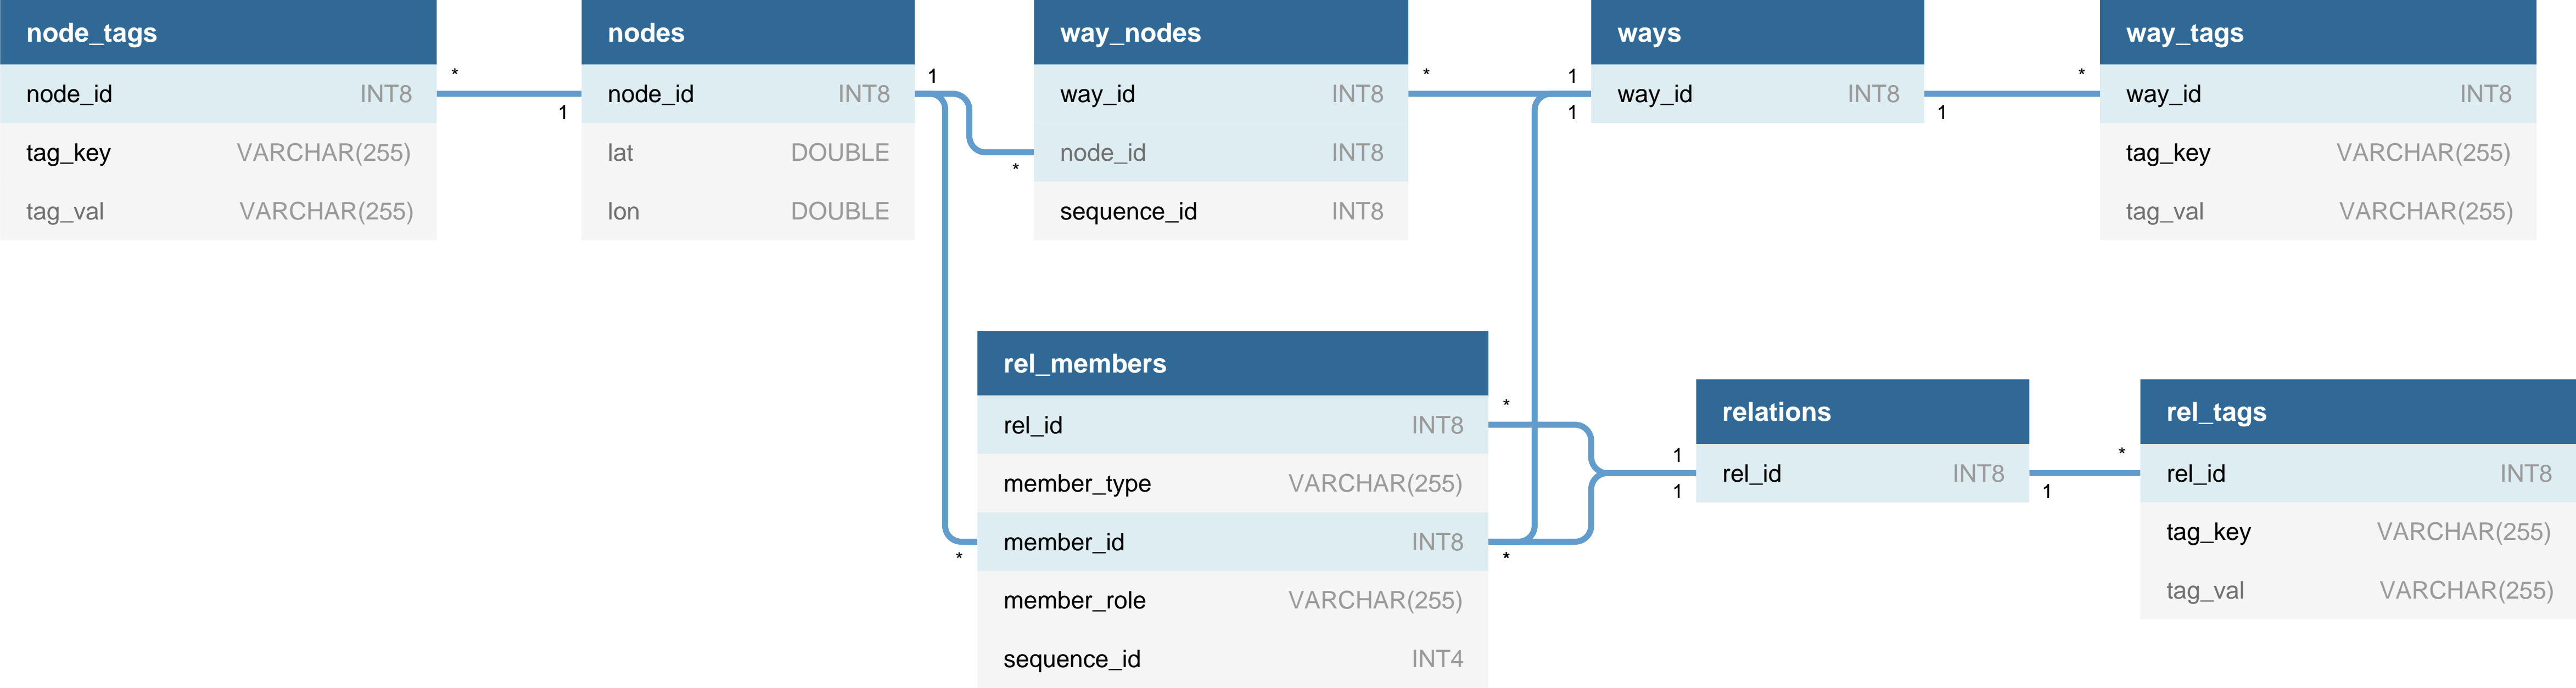 node_tags
node_id INT8
tag_key VARCHAR(255)
tag_val VARCHAR(255)
* 1
nodes
node_id INT8
lat DOUBLE
lon DOUBLE
1 *
way_nodes
way_id INT8
node_id INT8
sequence_id INT8
* 1
1
ways
way_id INT8
1 *
way_tags
way_id INT8
tag_key VARCHAR(255)
tag_val VARCHAR(255)
rel_members
rel_id INT8
member_type VARCHAR(255)
member_id INT8
member_role VARCHAR(255)
sequence_id INT4
*
* *
1
1
relations
rel_id INT8
1 *
rel_tags
rel_id INT8
tag_key VARCHAR(255)
tag_val VARCHAR(255)